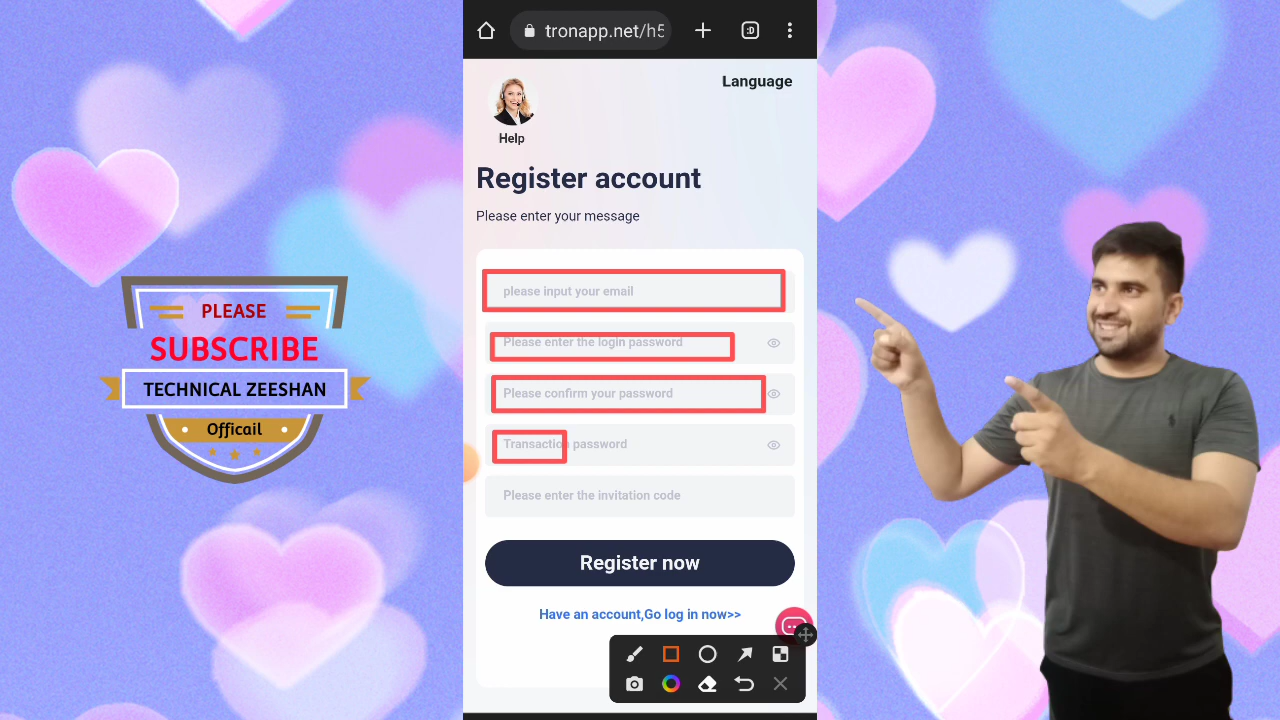 tronapp.net/h5
:D
Language
Help
Register account
Please enter your message
please input your email
Please enter the login password
Please confirm your password
Transaction password
Please enter the invitation code
Register now
Have an account,Go log in now>>
PLEASE
SUBSCRIBE
TECHNICAL ZEESHAN
Officail